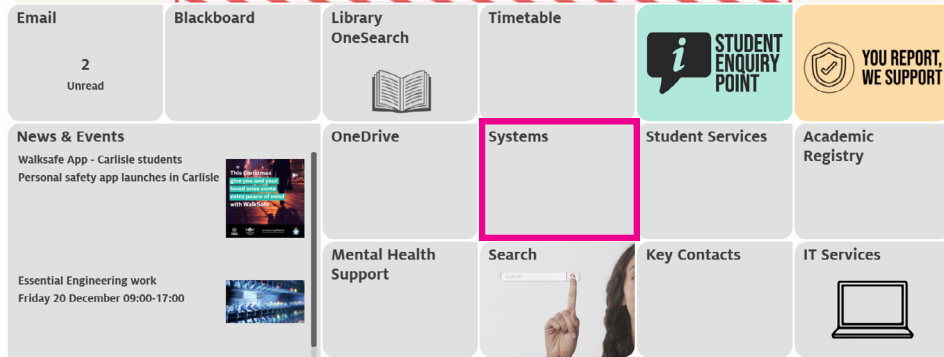 Email
2
Unread
Blackboard
Library
OneSearch
Timetable
i
STUDENT
ENQUIRY
POINT
YOU REPORT,
WE SUPPORT
News & Events
Walksafe App - Carlisle students
Personal safety app launches in Carlisle
This Christmas
give you and your
loved ones some
extra peace of mind
with WalkSafe
Essential Engineering work
Friday 20 December 09:00-17:00
OneDrive
Systems
Student Services
Academic
Registry
Mental Health
Support
Search
Search
Key Contacts
IT Services